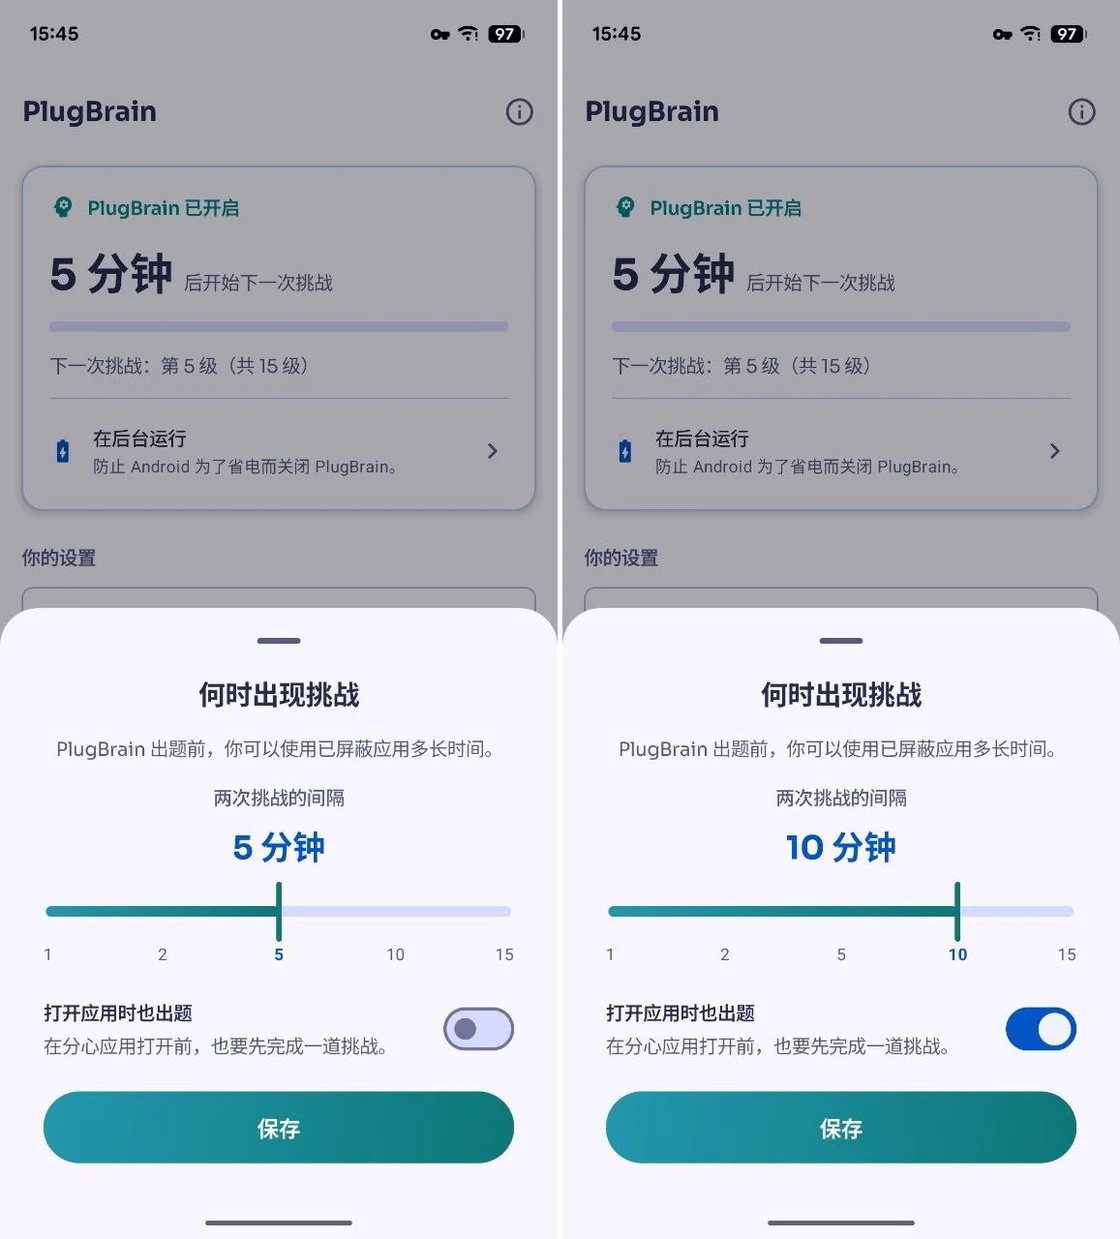 15:45
97
PlugBrain
PlugBrain 已开启
5 分钟 后开始下一次挑战
下一次挑战：第 5 级（共 15 级）
在后台运行
防止 Android 为了省电而关闭 PlugBrain。
你的设置
何时出现挑战
PlugBrain 出题前，你可以使用已屏蔽应用多长时间。
两次挑战的间隔
5 分钟
1 2 5 10 15
打开应用时也出题
在分心应用打开前，也要先完成一道挑战。
保存
15:45
97
PlugBrain
PlugBrain 已开启
5 分钟 后开始下一次挑战
下一次挑战：第 5 级（共 15 级）
在后台运行
防止 Android 为了省电而关闭 PlugBrain。
你的设置
何时出现挑战
PlugBrain 出题前，你可以使用已屏蔽应用多长时间。
两次挑战的间隔
10 分钟
1 2 5 10 15
打开应用时也出题
在分心应用打开前，也要先完成一道挑战。
保存